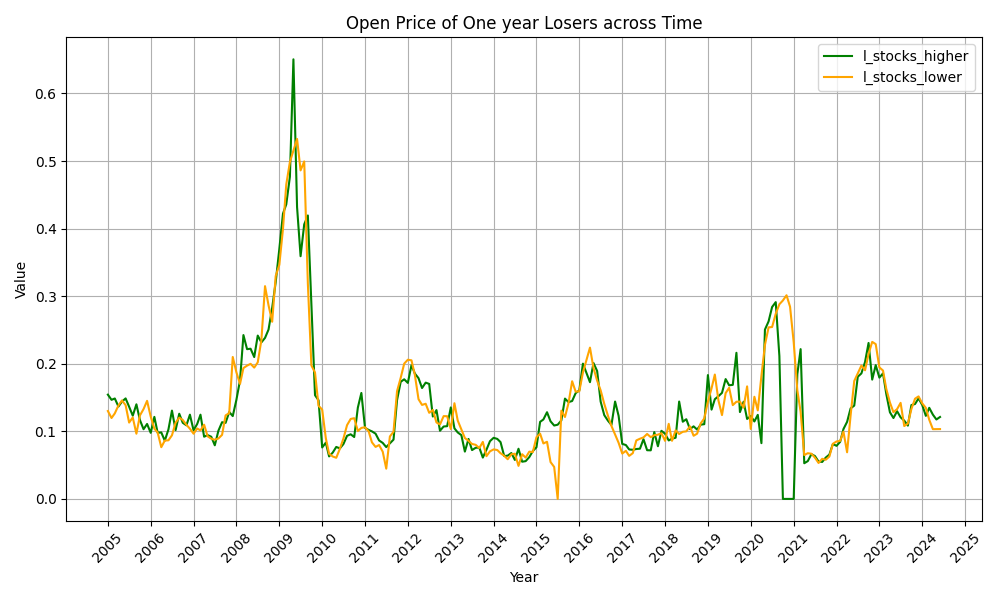 Open Price of One year Losers across Time
l_stocks_higher
l_stocks_lower
Value
0.6
0.5
0.4
0.3
0.2
0.1
0.0
2005 2006 2007 2008 2009 2010 2011 2012 2013 2014 2015 2016 2017 2018 2019 2020 2021 2022 2023 2024 2025
Year